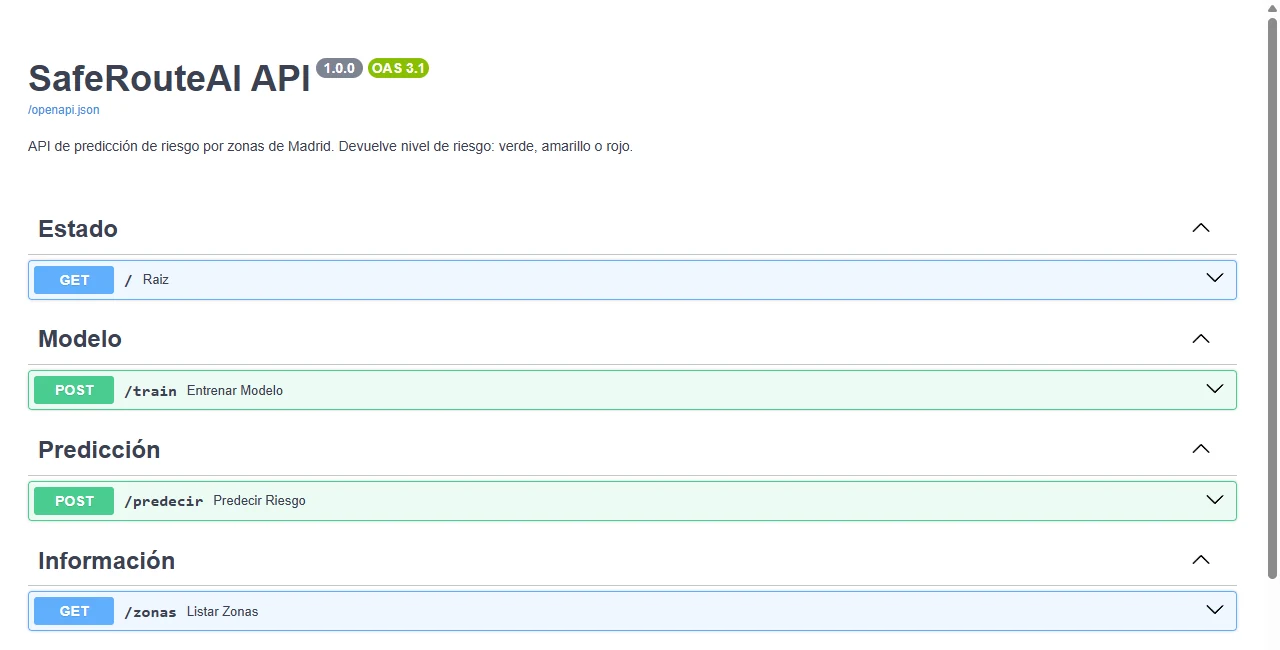 SafeRouteAI API 1.0.0 OAS 3.1
/openapi.json
API de predicción de riesgo por zonas de Madrid. Devuelve nivel de riesgo: verde, amarillo o rojo.
Estado
GET / Raiz
Modelo
POST /train Entrenar Modelo
Predicción
POST /predecir Predecir Riesgo
Información
GET /zonas Listar Zonas